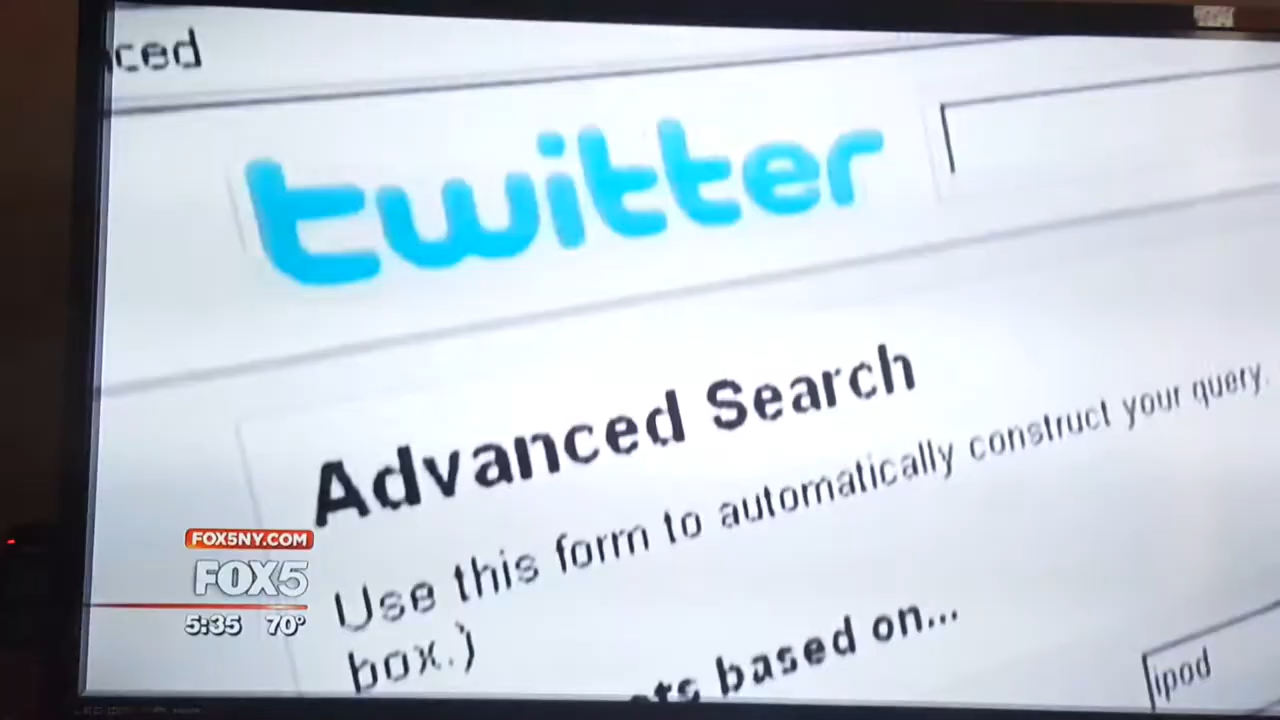 ced
twitter
Advanced Search
Use this form to automatically construct your query.
box.)
based on...
ipod
FOX5NY.COM
FOX5
5:35 70°